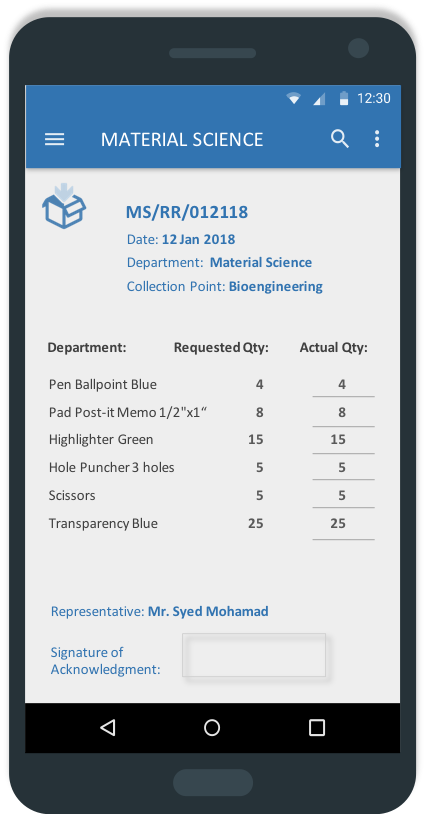 12:30
MATERIAL SCIENCE
MS/RR/012118
Date: 12 Jan 2018
Department: Material Science
Collection Point: Bioengineering
Department: Requested Qty: Actual Qty:
Pen Ballpoint Blue 4 4
Pad Post-it Memo 1/2"x1“ 8 8
Highlighter Green 15 15
Hole Puncher 3 holes 5 5
Scissors 5 5
Transparency Blue 25 25
Representative: Mr. Syed Mohamad
Signature of
Acknowledgment: